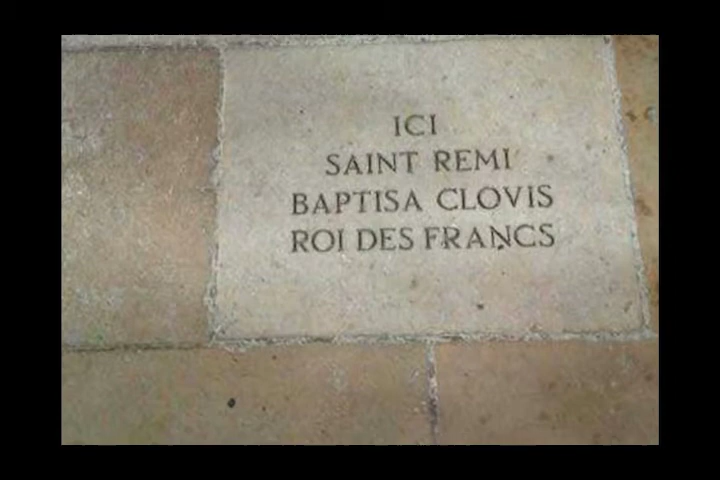 ICI
SAINT REMI
BAPTISA CLOVIS
ROI DES FRANCS